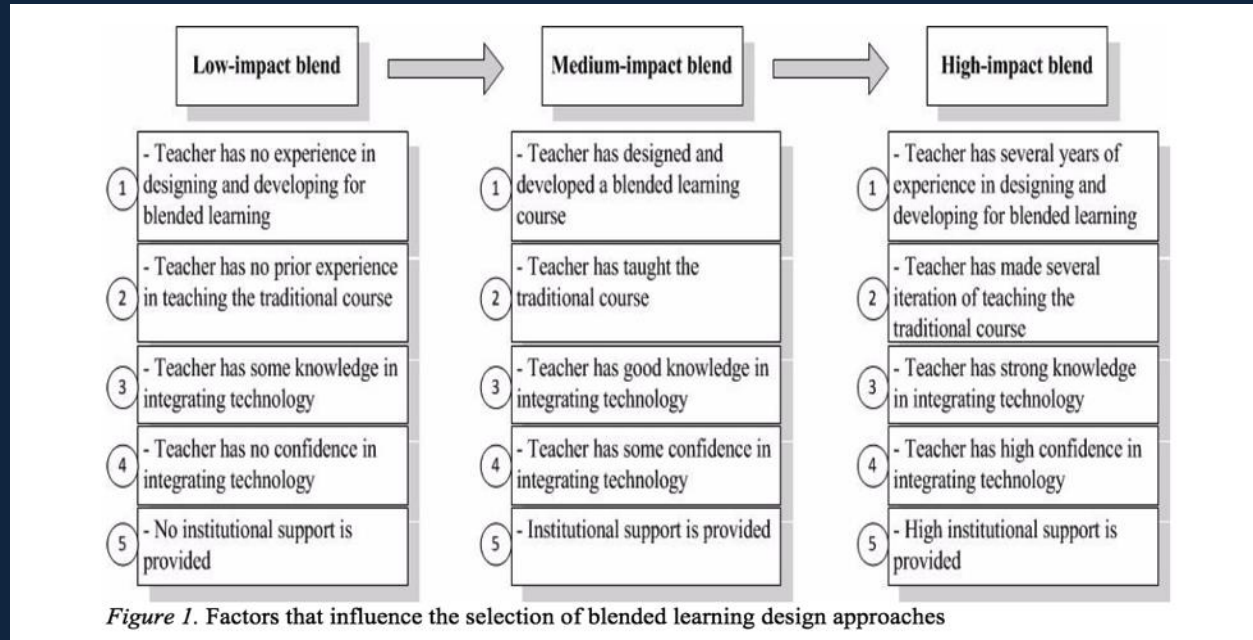 Low-impact blend
Medium-impact blend
High-impact blend
1
- Teacher has no experience in
designing and developing for
blended learning
2
- Teacher has no prior experience
in teaching the traditional course
3
- Teacher has some knowledge in
integrating technology
4
- Teacher has no confidence in
integrating technology
5
- No institutional support is
provided
1
- Teacher has designed and
developed a blended learning
course
2
- Teacher has taught the
traditional course
3
- Teacher has good knowledge in
integrating technology
4
- Teacher has some confidence in
integrating technology
5
- Institutional support is provided
1
- Teacher has several years of
experience in designing and
developing for blended learning
2
- Teacher has made several
iteration of teaching the
traditional course
3
- Teacher has strong knowledge
in integrating technology
4
- Teacher has high confidence in
integrating technology
5
- High institutional support is
provided
Figure 1. Factors that influence the selection of blended learning design approaches